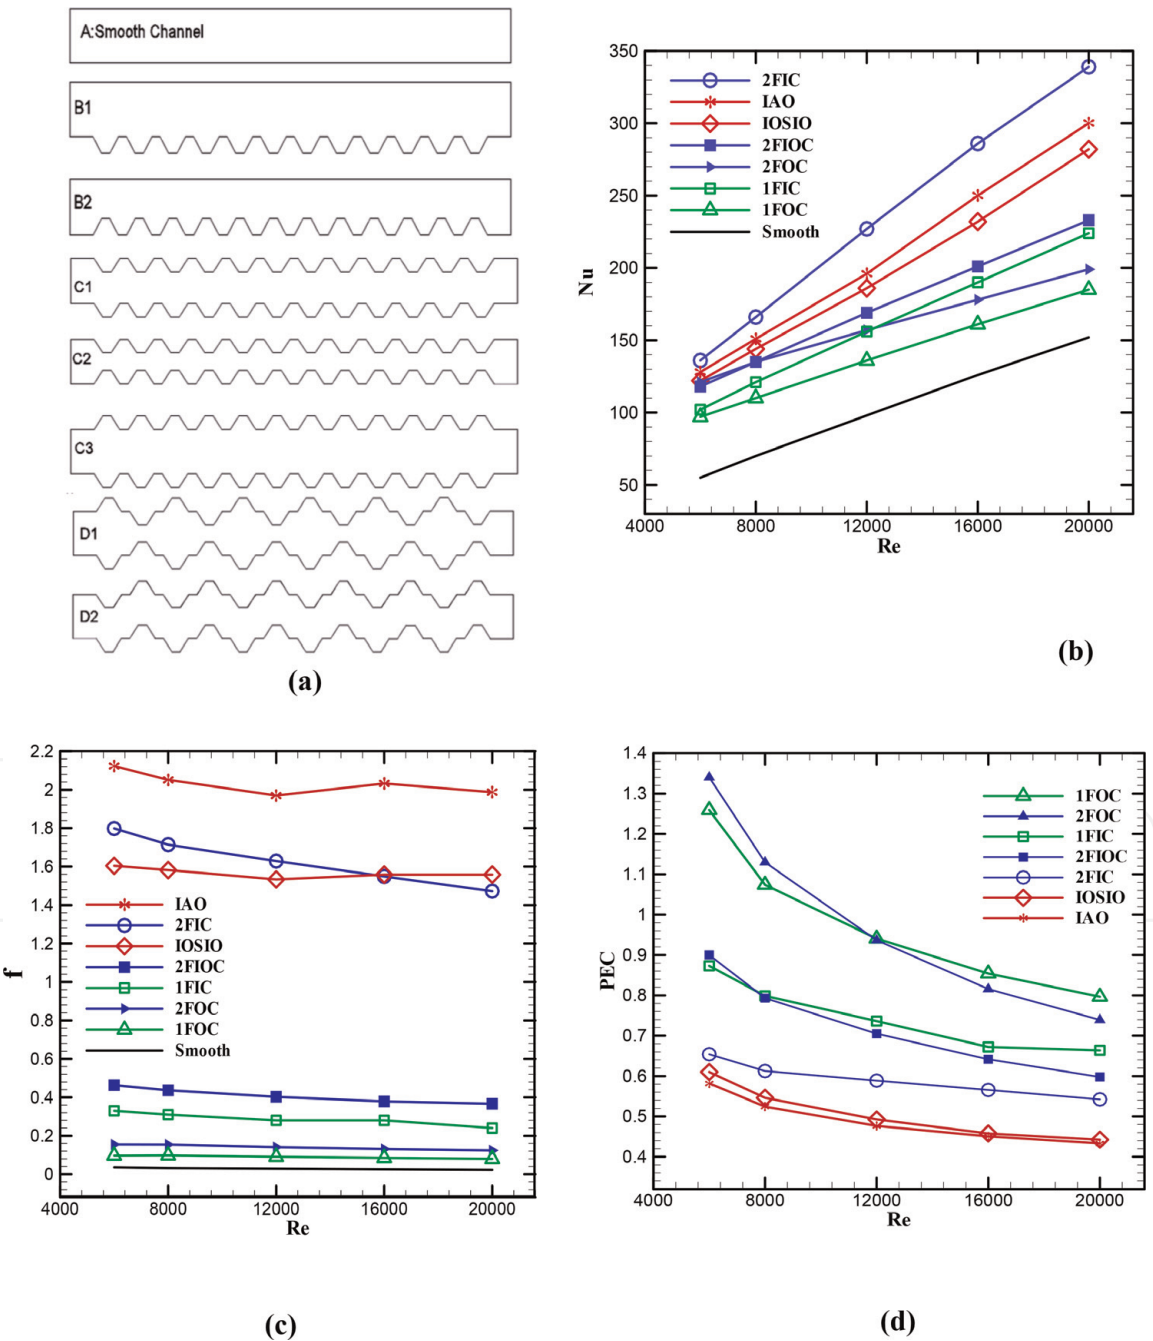 A:Smooth Channel
B1
B2
C1
C2
C3
D1
D2
(a)
350
300
250
200
150
100
50
Nu
2FIC
IAO
IOSIO
2FIOC
2FOC
1FIC
1FOC
Smooth
4000 8000 12000 16000 20000
Re
(b)
2.2
2
1.8
1.6
1.4
1.2
1
0.8
0.6
0.4
0.2
0
f
IAO
2FIC
IOSIO
2FIOC
1FIC
2FOC
1FOC
Smooth
4000 8000 12000 16000 20000
Re
(c)
1.4
1.3
1.2
1.1
1
0.9
0.8
0.7
0.6
0.5
0.4
PEC
1FOC
2FOC
1FIC
2FIOC
2FIC
IOSIO
IAO
4000 8000 12000 16000 20000
Re
(d)